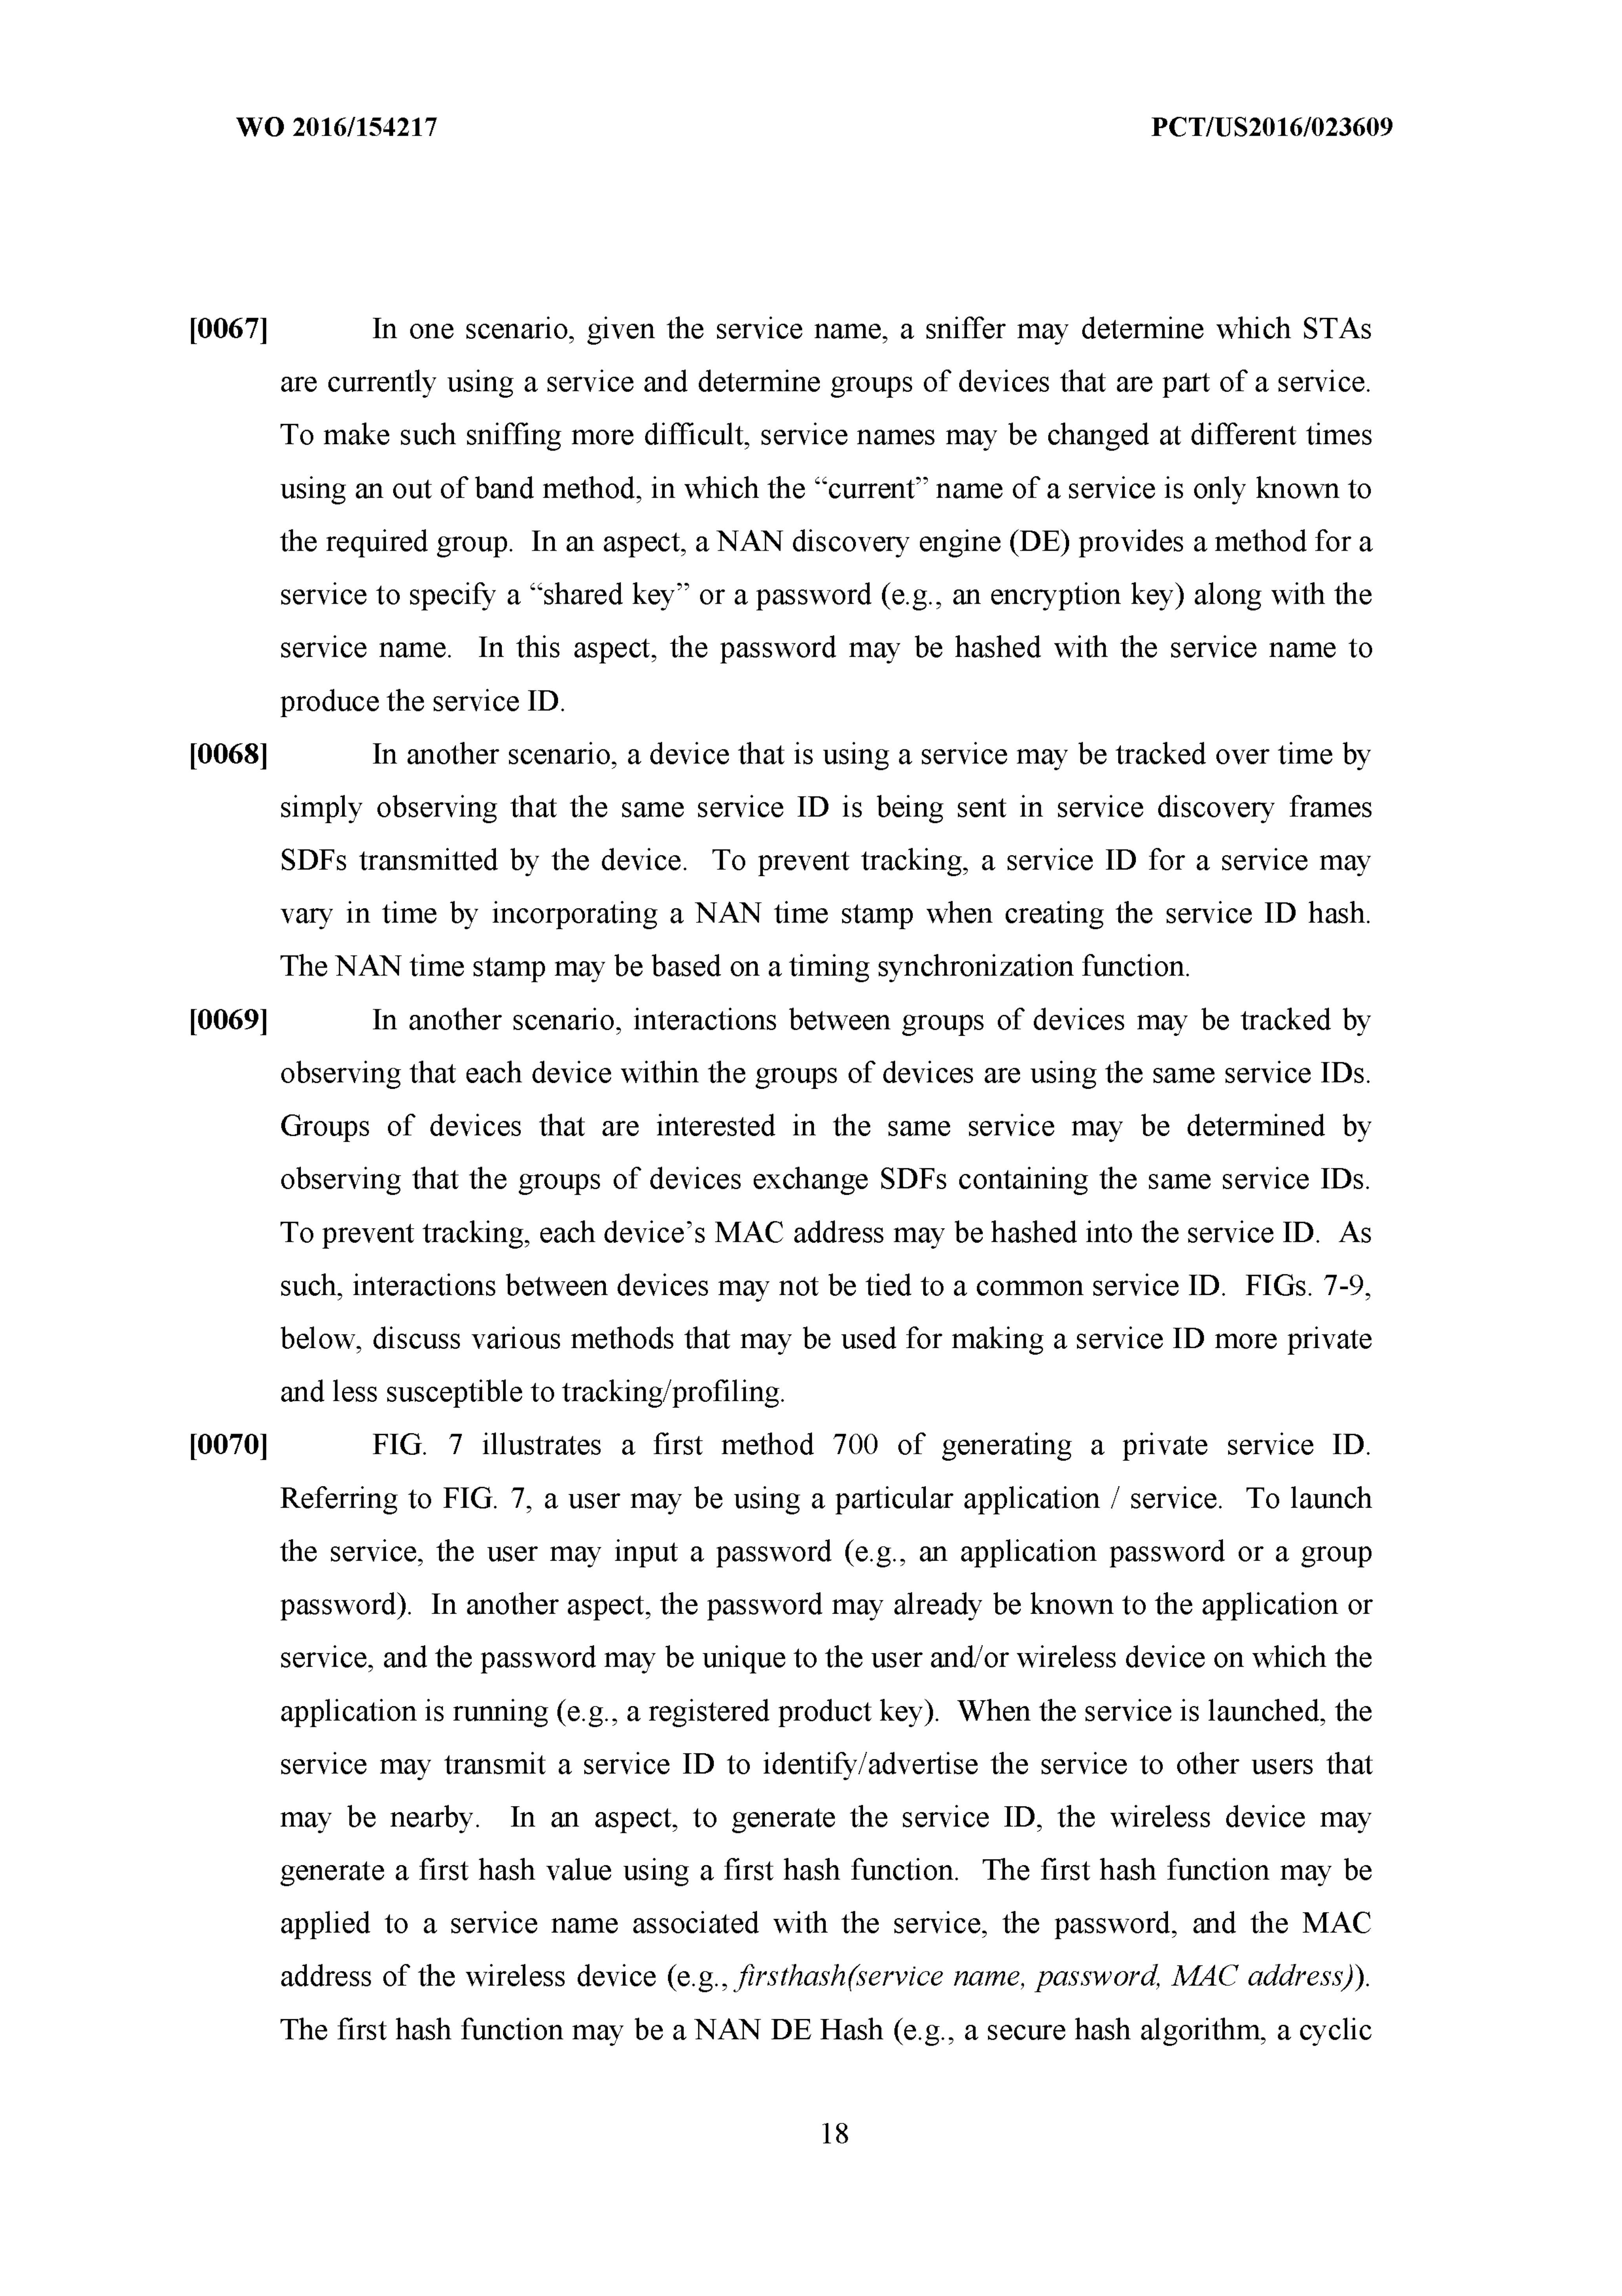 WO 2016/154217 PCT/US2016/023609
[0067] In one scenario, given the service name, a sniffer may determine which STAs
are currently using a service and determine groups of devices that are part of a service.
To make such sniffing more difficult, service names may be changed at different times
using an out of band method, in which the “current” name of a service is only known to
the required group. In an aspect, a NAN discovery engine (DE) provides a method for a
service to specify a “shared key” or a password (e.g., an encryption key) along with the
service name. In this aspect, the password may be hashed with the service name to
produce the service ID.
[0068] In another scenario, a device that is using a service may be tracked over time by
simply observing that the same service ID is being sent in service discovery frames
SDFs transmitted by the device. To prevent tracking, a service ID for a service may
vary in time by incorporating a NAN time stamp when creating the service ID hash.
The NAN time stamp may be based on a timing synchronization function.
[0069] In another scenario, interactions between groups of devices may be tracked by
observing that each device within the groups of devices are using the same service IDs.
Groups of devices that are interested in the same service may be determined by
observing that the groups of devices exchange SDFs containing the same service IDs.
To prevent tracking, each device’s MAC address may be hashed into the service ID. As
such, interactions between devices may not be tied to a common service ID. FIGs. 7-9,
below, discuss various methods that may be used for making a service ID more private
and less susceptible to tracking/profiling.
[0070] FIG. 7 illustrates a first method 700 of generating a private service ID.
Referring to FIG. 7, a user may be using a particular application / service. To launch
the service, the user may input a password (e.g., an application password or a group
password). In another aspect, the password may already be known to the application or
service, and the password may be unique to the user and/or wireless device on which the
application is running (e.g., a registered product key). When the service is launched, the
service may transmit a service ID to identify/advertise the service to other users that
may be nearby. In an aspect, to generate the service ID, the wireless device may
generate a first hash value using a first hash function. The first hash function may be
applied to a service name associated with the service, the password, and the MAC
address of the wireless device (e.g., firsthash(service name, password, MAC address)).
The first hash function may be a NAN DE Hash (e.g., a secure hash algorithm, a cyclic
18